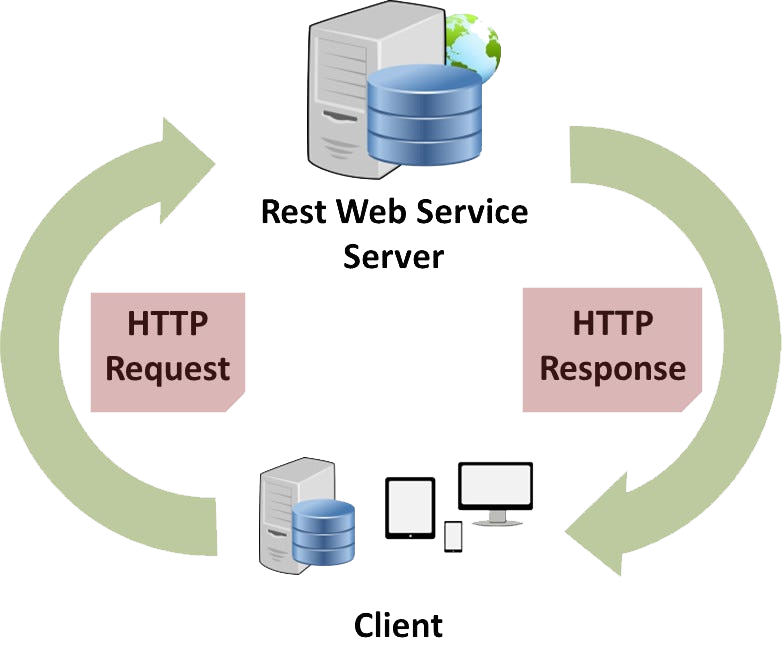 Rest Web Service
Server
HTTP
Request
HTTP
Response
Client